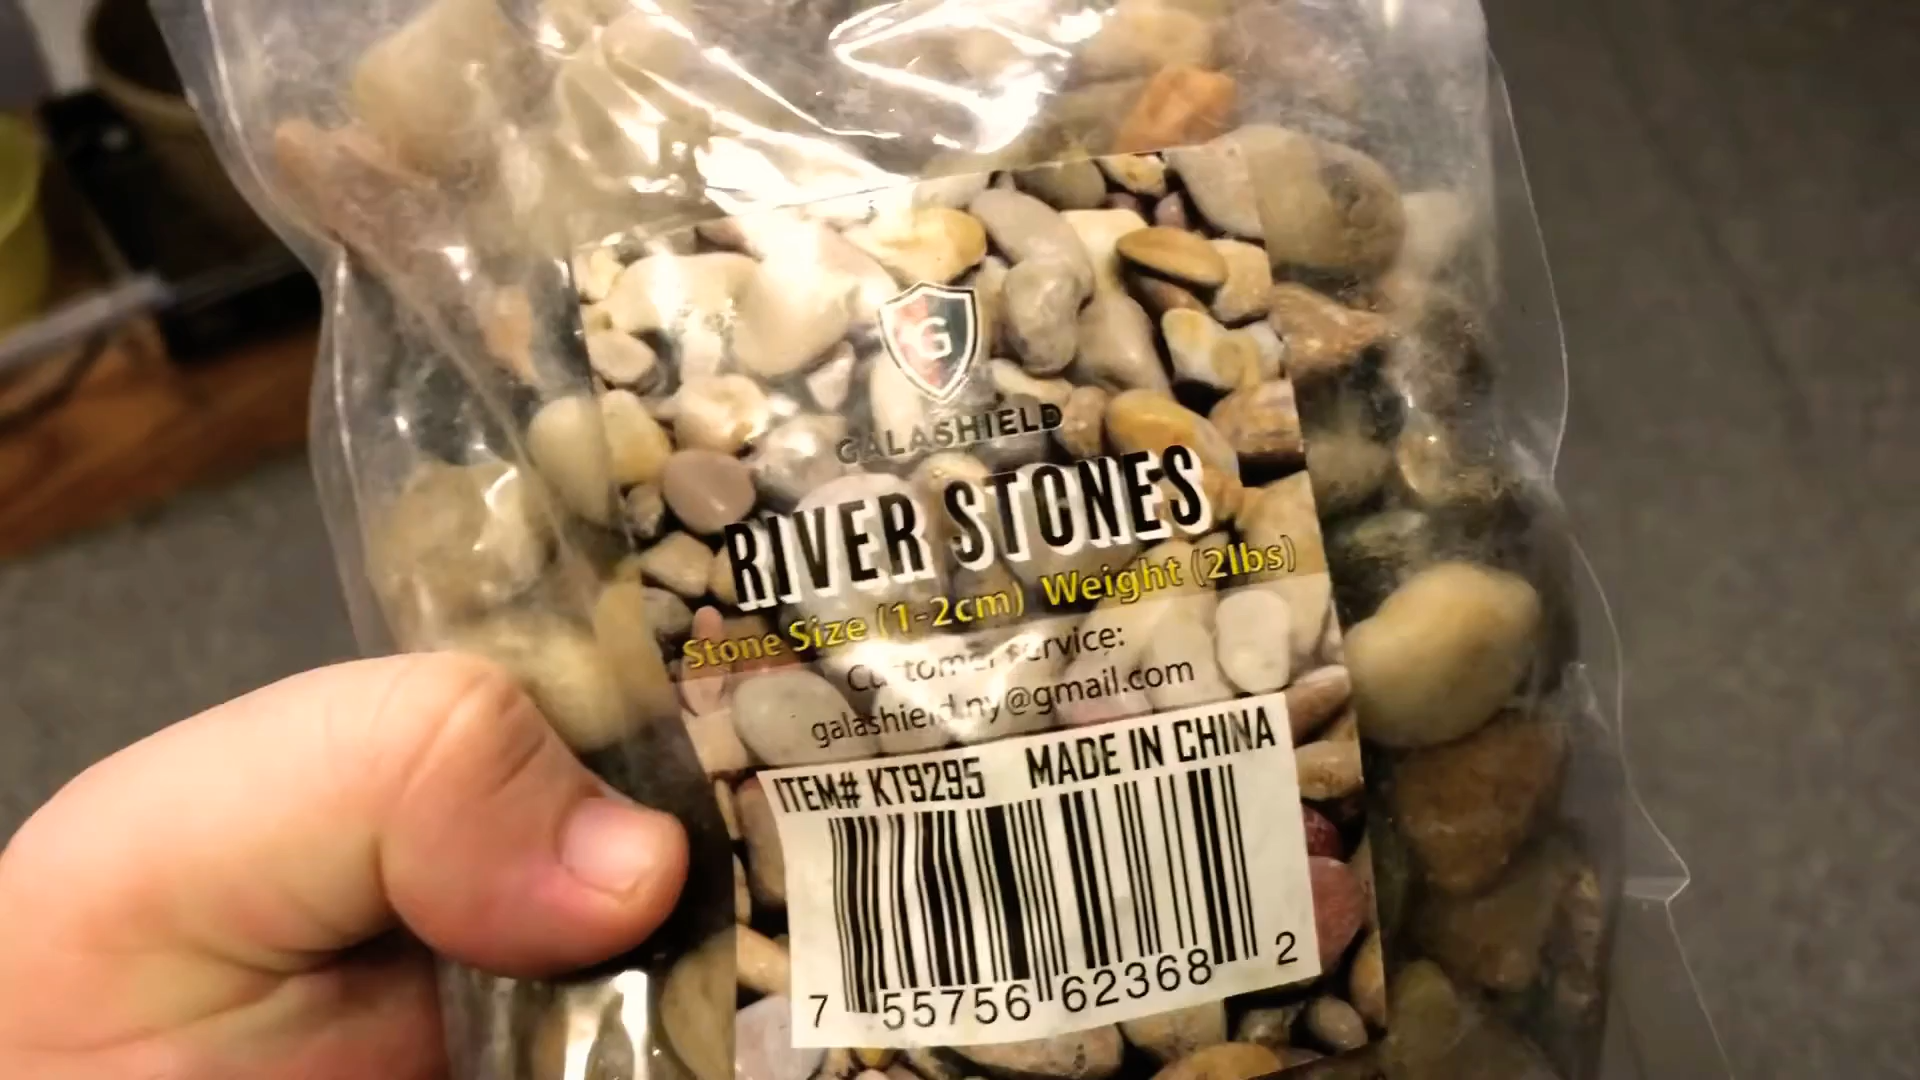 G
GALASHIELD
RIVER STONES
Stone Size (1-2cm) Weight (2lbs)
Customer service:
galashield.ny@gmail.com
ITEM# KT9295 MADE IN CHINA
7 55756 62368 2